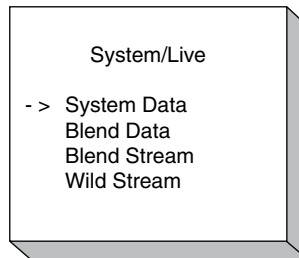 System/Live
- > System Data
Blend Data
Blend Stream
Wild Stream